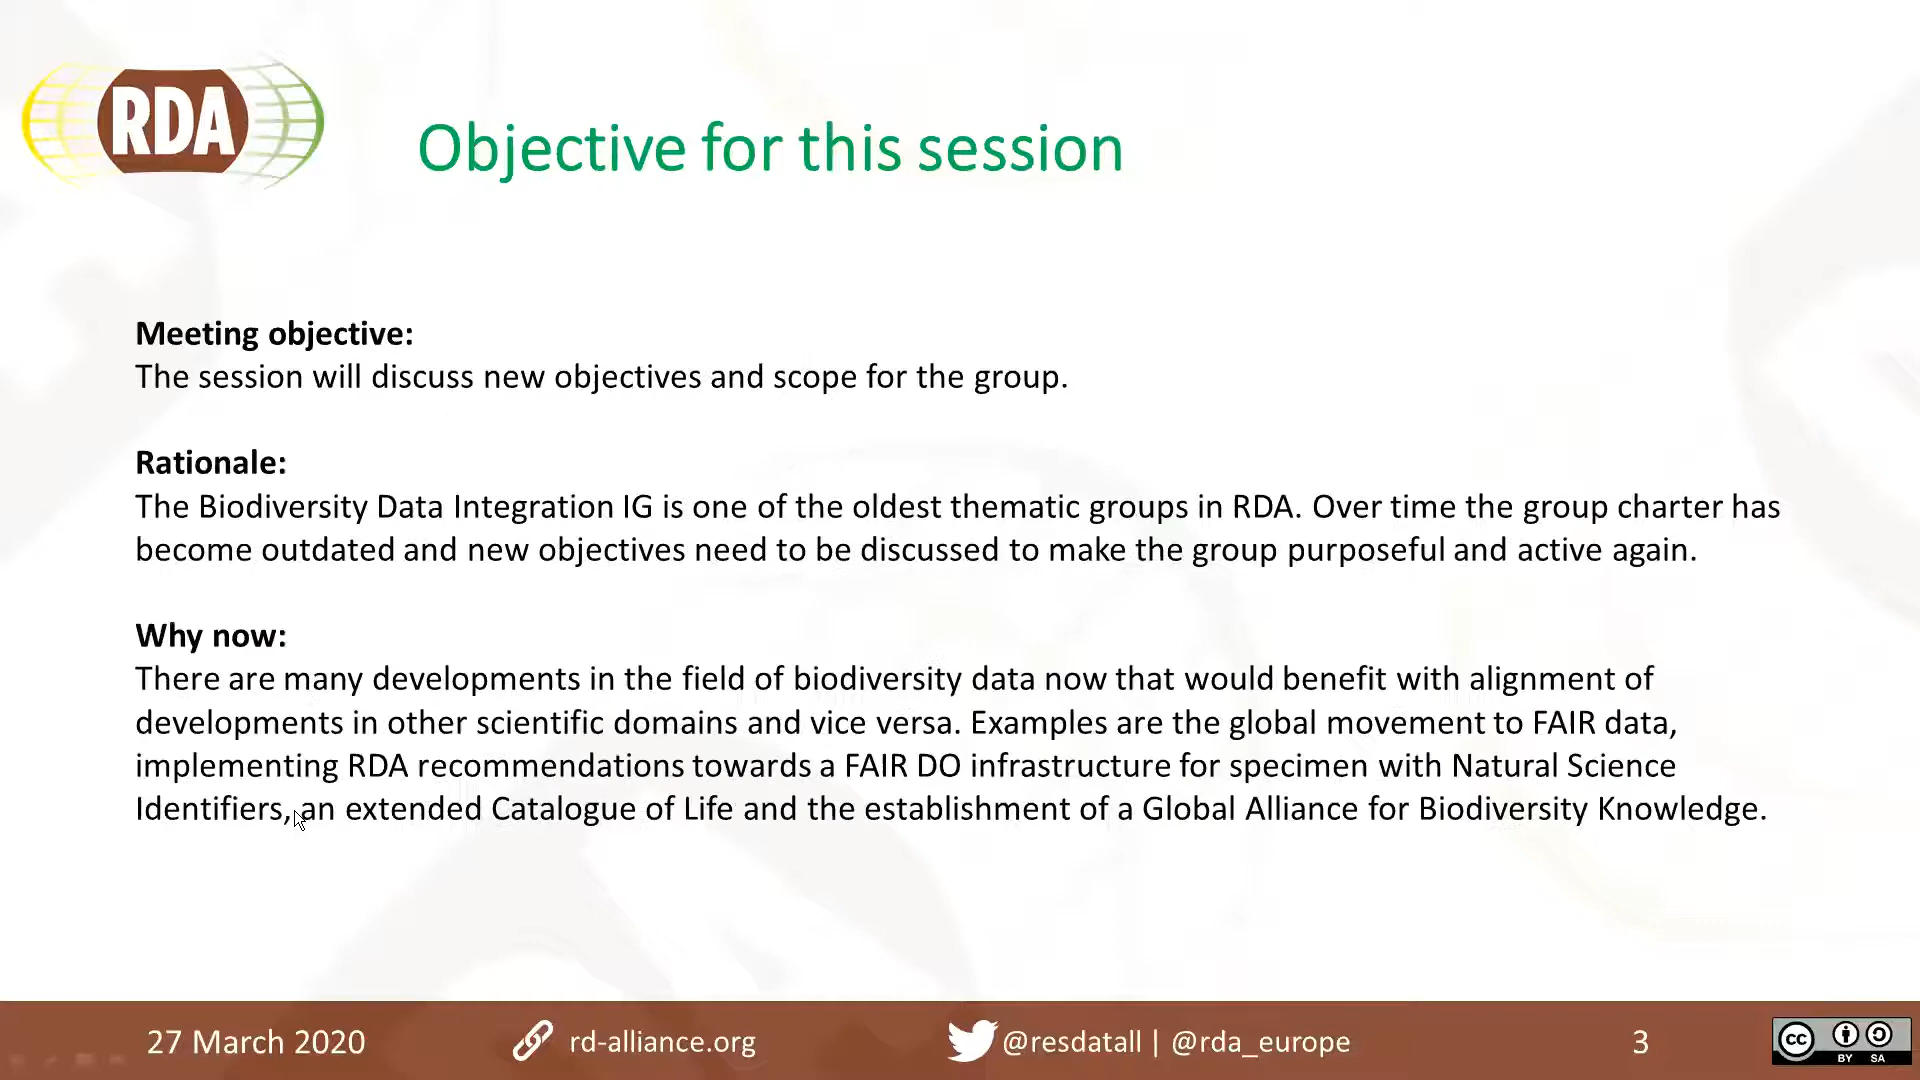 RDA
Objective for this session
Meeting objective:
The session will discuss new objectives and scope for the group.
Rationale:
The Biodiversity Data Integration IG is one of the oldest thematic groups in RDA. Over time the group charter has
become outdated and new objectives need to be discussed to make the group purposeful and active again.
Why now:
There are many developments in the field of biodiversity data now that would benefit with alignment of
developments in other scientific domains and vice versa. Examples are the global movement to FAIR data,
implementing RDA recommendations towards a FAIR DO infrastructure for specimen with Natural Science
Identifiers, an extended Catalogue of Life and the establishment of a Global Alliance for Biodiversity Knowledge.
27 March 2020 rd-alliance.org @resdatall | @rda_europe 3 cc
BY SA